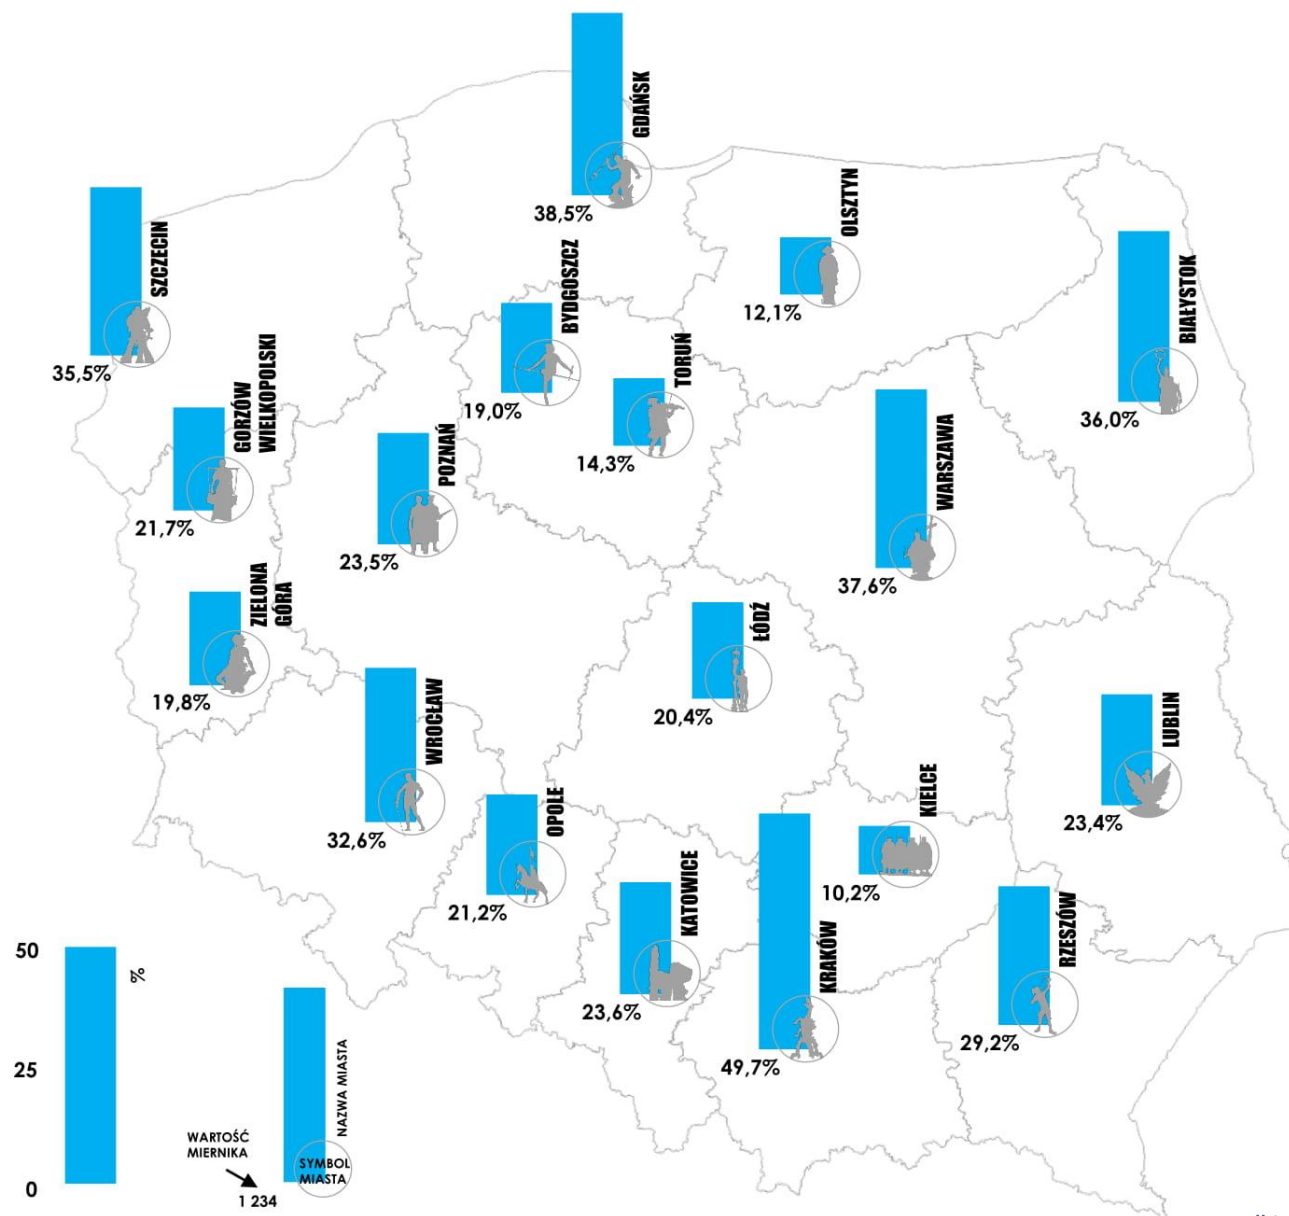 GDAŃSK
38,5%
OLSZTYN
12,1%
SZCZECIN
35,5%
BYDGOSZCZ
19,0%
BIAŁYSTOK
36,0%
TORUŃ
14,3%
GORZÓW
WIELKOPOLSKI
21,7%
POZNAŃ
23,5%
WARSZAWA
37,6%
ZIELONA
GÓRA
19,8%
ŁÓDŹ
20,4%
WROCŁAW
32,6%
LUBLIN
23,4%
OPOLE
21,2%
KIELCE
10,2%
KATOWICE
23,6%
KRAKÓW
49,7%
RZESZÓW
29,2%
50
25
0
%
NAZWA MIASTA
WARTOŚĆ
MIERNIKA
SYMBOL
MIASTA
1 234